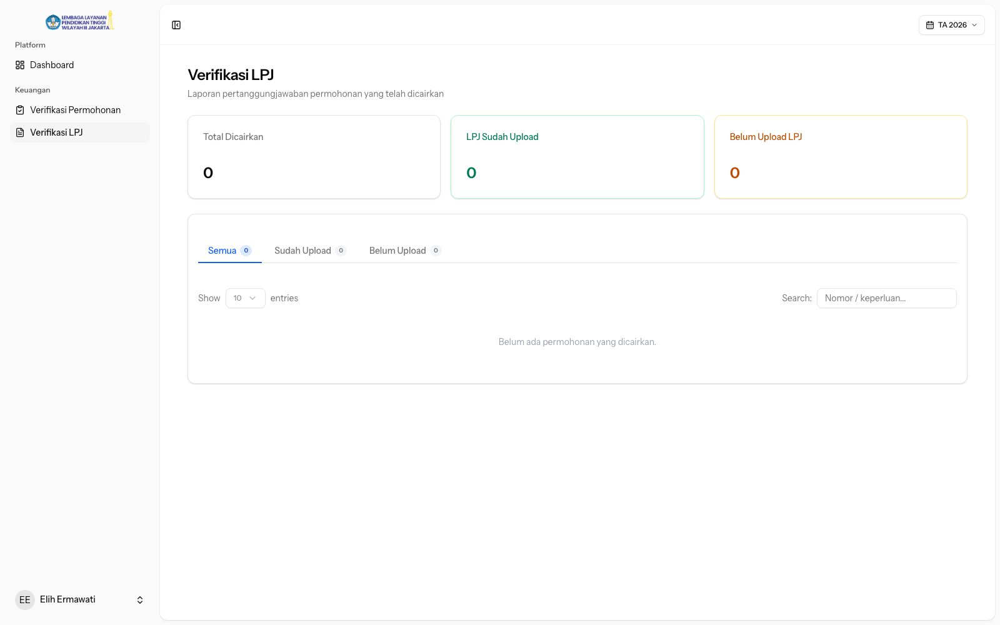 LEMBAGA LAYANAN
PENDIDIKAN TINGGI
WILAYAH III JAKARTA
Platform
Dashboard
Keuangan
Verifikasi Permohonan
Verifikasi LPJ
TA 2026
Verifikasi LPJ
Laporan pertanggungjawaban permohonan yang telah dicairkan
Total Dicairkan
0
LPJ Sudah Upload
0
Belum Upload LPJ
0
Semua 0 Sudah Upload 0 Belum Upload 0
Show 10 entries Search: Nomor / keperluan...
Belum ada permohonan yang dicairkan.
EE Elih Ermawati